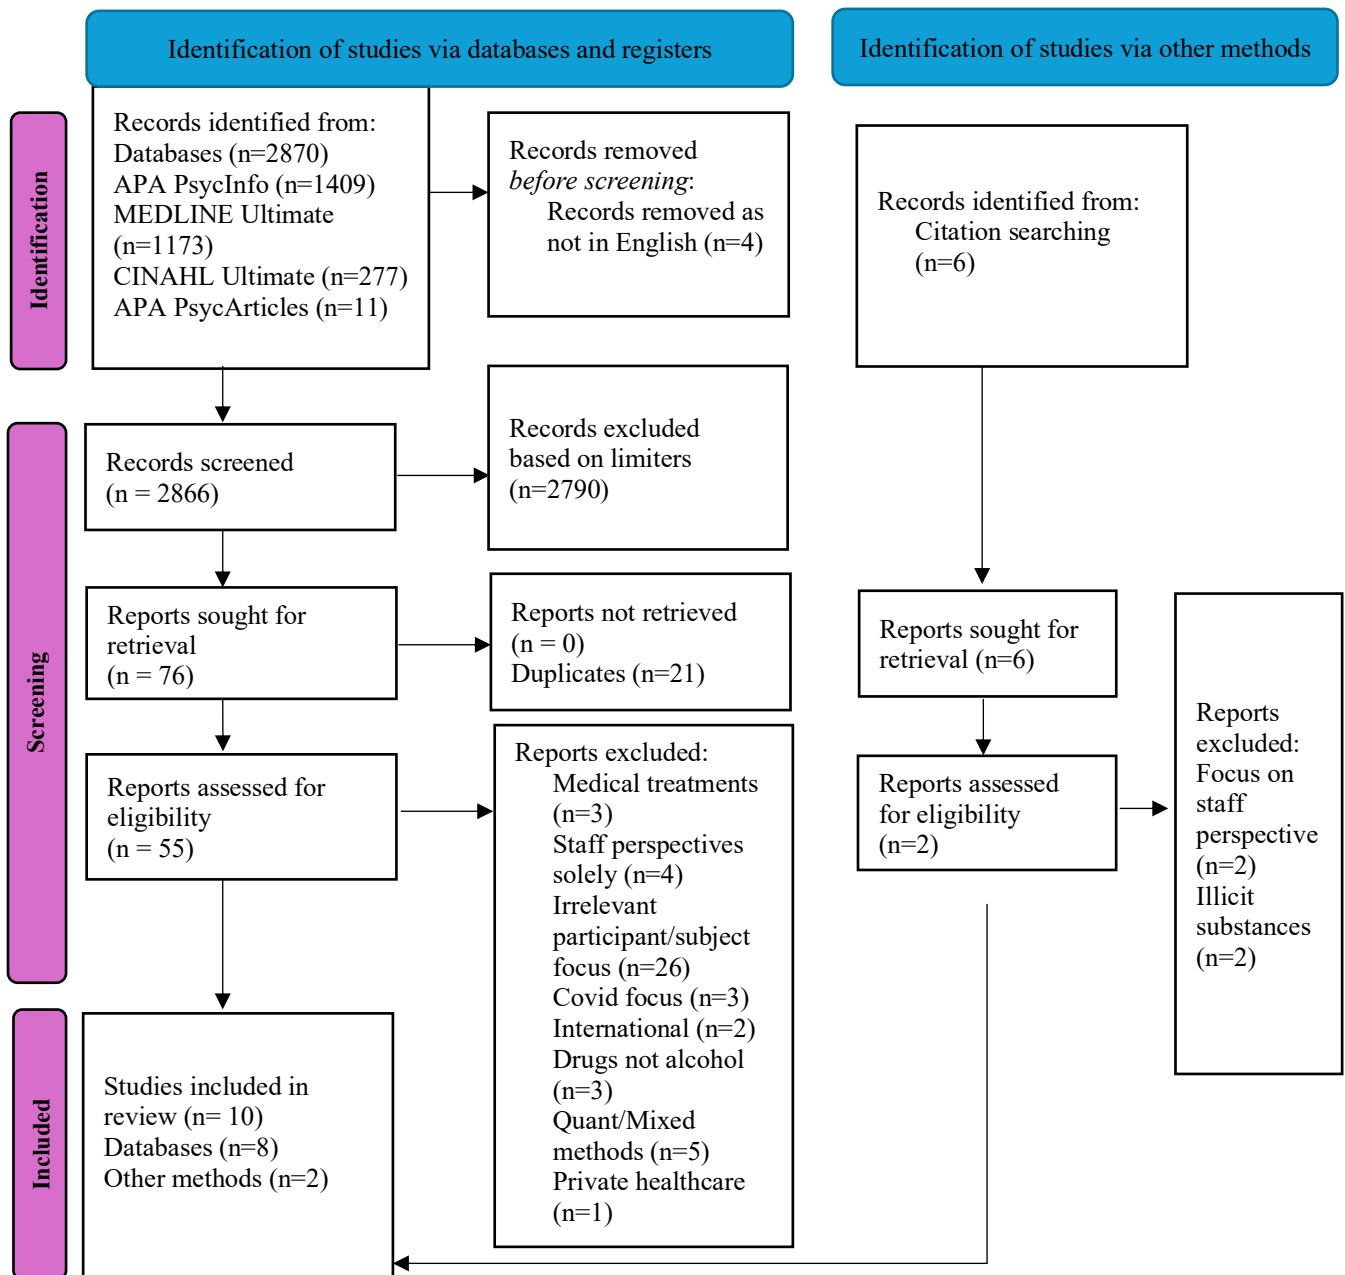 Identification of studies via databases and registers
Identification of studies via other methods
Identification
Records identified from:
Databases (n=2870)
APA PsycInfo (n=1409)
MEDLINE Ultimate
(n=1173)
CINAHL Ultimate (n=277)
APA PsycArticles (n=11)
Records removed
before screening:
Records removed as
not in English (n=4)
Records identified from:
Citation searching
(n=6)
Screening
Records screened
(n = 2866)
Records excluded
based on limiters
(n=2790)
Reports sought for
retrieval
(n = 76)
Reports not retrieved
(n = 0)
Duplicates (n=21)
Reports sought for
retrieval (n=6)
Reports assessed for
eligibility
(n = 55)
Reports excluded:
Medical treatments
(n=3)
Staff perspectives
solely (n=4)
Irrelevant
participant/subject
focus (n=26)
Covid focus (n=3)
International (n=2)
Drugs not alcohol
(n=3)
Quant/Mixed
methods (n=5)
Private healthcare
(n=1)
Reports assessed
for eligibility
(n=2)
Reports
excluded:
Focus on
staff
perspective
(n=2)
Illicit
substances
(n=2)
Included
Studies included in
review (n= 10)
Databases (n=8)
Other methods (n=2)